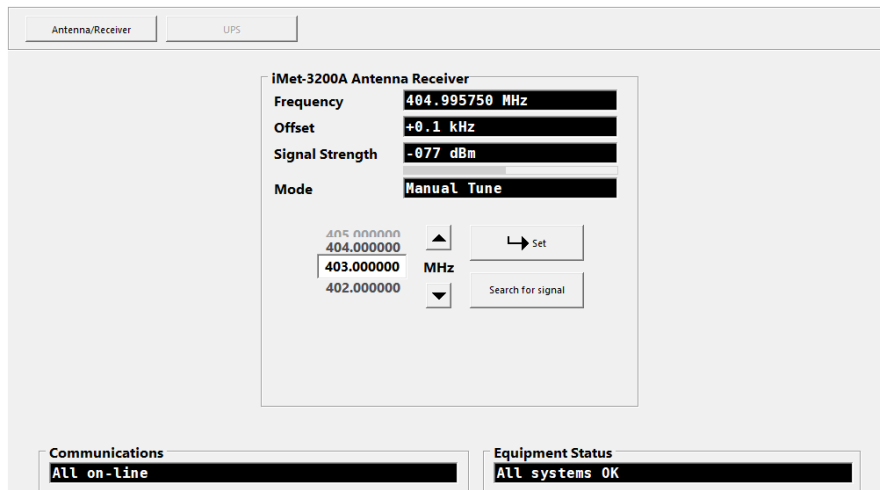 Antenna/Receiver UPS
iMet-3200A Antenna Receiver
Frequency 404.995750 MHz
Offset +0.1 kHz
Signal Strength -077 dBm
Mode Manual Tune
405.000000
404.000000
Set
403.000000 MHz
402.000000
Search for signal
Communications Equipment Status
All on-line All systems OK